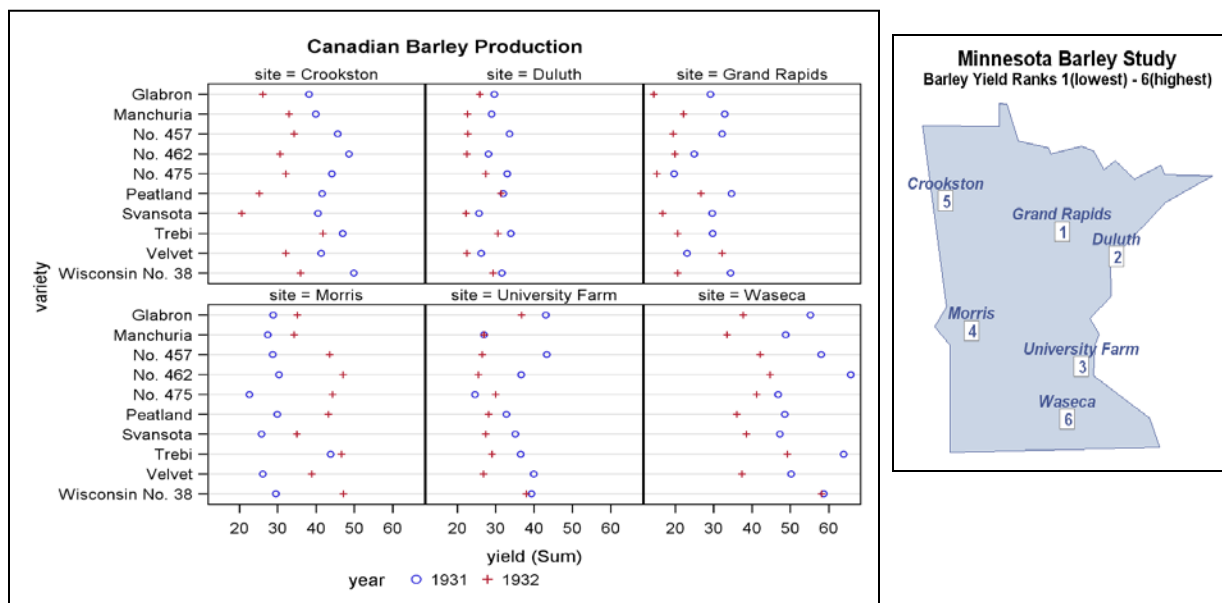 Canadian Barley Production
site = Crookston
site = Duluth
site = Grand Rapids
Glabron
Manchuria
No. 457
No. 462
No. 475
Peatland
Svansota
Trebi
Velvet
Wisconsin No. 38
variety
site = Morris
site = University Farm
site = Waseca
Glabron
Manchuria
No. 457
No. 462
No. 475
Peatland
Svansota
Trebi
Velvet
Wisconsin No. 38
20 30 40 50 60 20 30 40 50 60 20 30 40 50 60
yield (Sum)
year 1931 1932
Minnesota Barley Study
Barley Yield Ranks 1(lowest) - 6(highest)
Crookston
5
Grand Rapids
1
Duluth
2
Morris
4
University Farm
3
Waseca
6